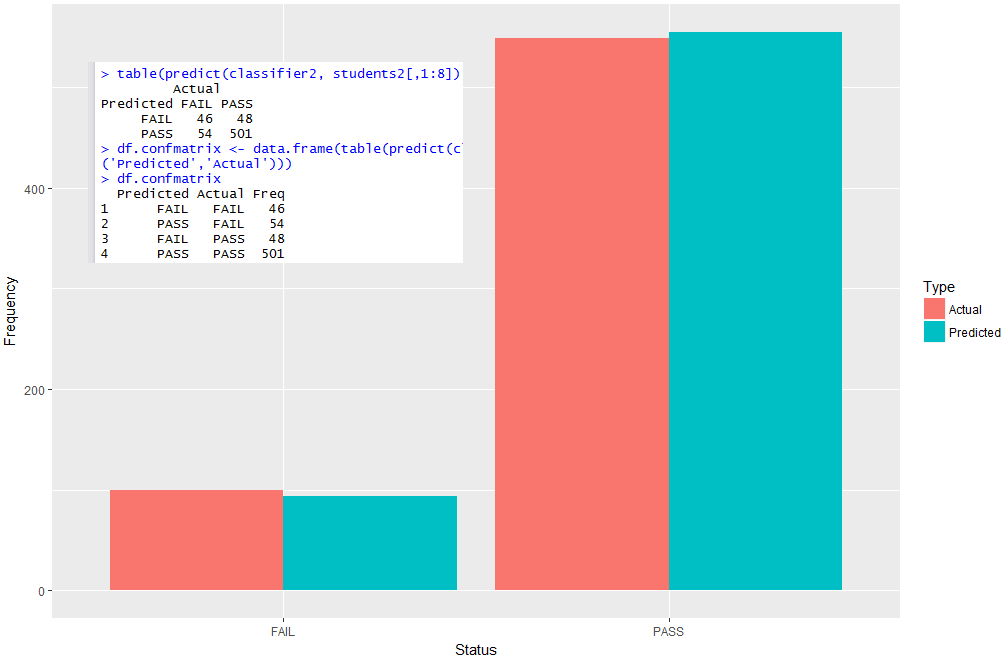 > table(predict(classifier2, students2[,1:8])
Actual
Predicted FAIL PASS
FAIL 46 48
PASS 54 501
> df.confmatrix <- data.frame(table(predict(cl
('Predicted','Actual')))
> df.confmatrix
Predicted Actual Freq
1 FAIL FAIL 46
2 PASS FAIL 54
3 FAIL PASS 48
4 PASS PASS 501
400
200
0
Frequency
FAIL PASS
Status
Type
Actual
Predicted